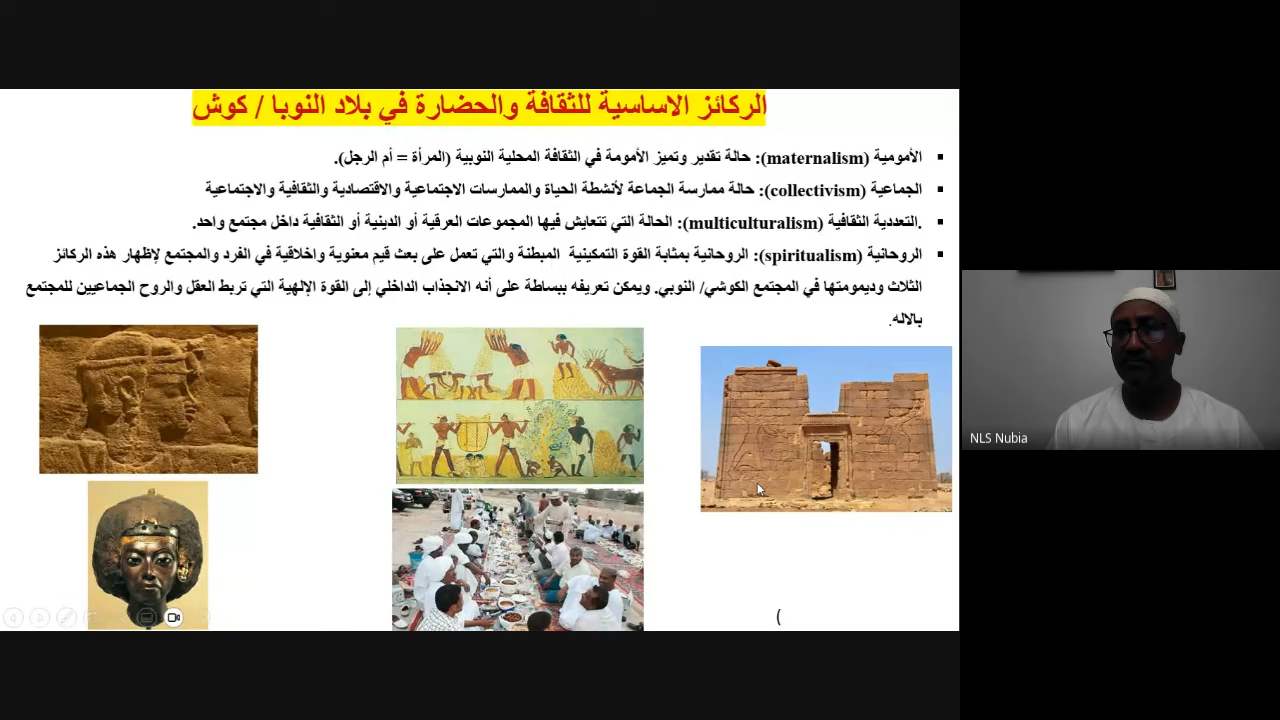 الركائز الاساسية للثقافة والحضارة في بلاد النوبا / كوش
▪ الأمومية (maternalism): حالة تقدير وتميز الأمومة في الثقافة المحلية النوبية (المرأة = أم الرجل).
▪ الجماعية (collectivism): حالة ممارسة الجماعة لأنشطة الحياة والممارسات الاجتماعية والاقتصادية والثقافية والاجتماعية
▪ .التعددية الثقافية (multiculturalism): الحالة التي تتعايش فيها المجموعات العرقية أو الدينية أو الثقافية داخل مجتمع واحد.
▪ الروحانية (spiritualism): الروحانية بمثابة القوة التمكينية المبطنة والتي تعمل على بعث قيم معنوية واخلاقية في الفرد والمجتمع لإظهار هذه الركائز
الثلاث وديمومتها في المجتمع الكوشي/ النوبي. ويمكن تعريفه ببساطة على أنه الانجذاب الداخلي إلى القوة الإلهية التي تربط العقل والروح الجماعيين للمجتمع
بالاله.
(
NLS Nubia